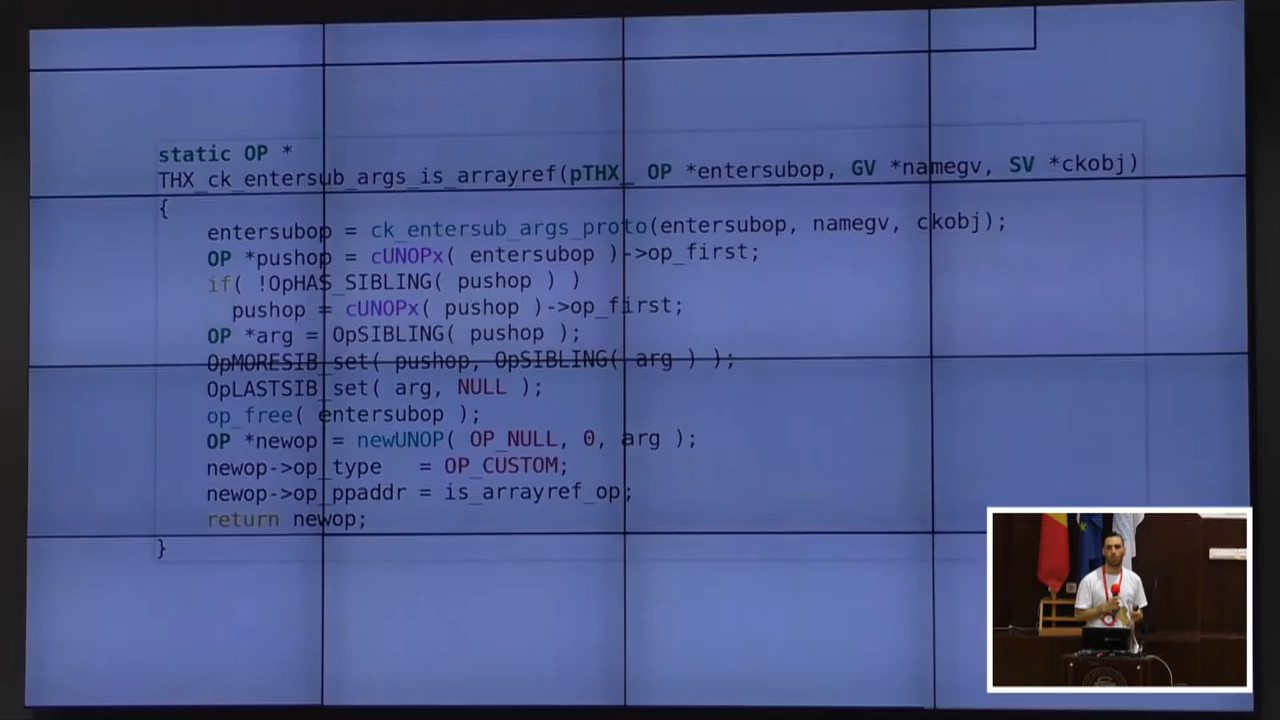 static OP *
THX_ck_entersub_args_is_arrayref(pTHX_ OP *entersubop, GV *namegv, SV *ckobj)
{
entersubop = ck_entersub_args_proto(entersubop, namegv, ckobj);
OP *pushop = cUNOPx( entersubop )->op_first;
if( !OpHAS_SIBLING( pushop ) )
pushop = cUNOPx( pushop )->op_first;
OP *arg = OpSIBLING( pushop );
OpMORESIB_set( pushop, OpSIBLING( arg ) );
OpLASTSIB_set( arg, NULL );
op_free( entersubop );
OP *newop = newUNOP( OP_NULL, 0, arg );
newop->op_type   = OP_CUSTOM;
newop->op_ppaddr = is_arrayref_op;
return newop;
}